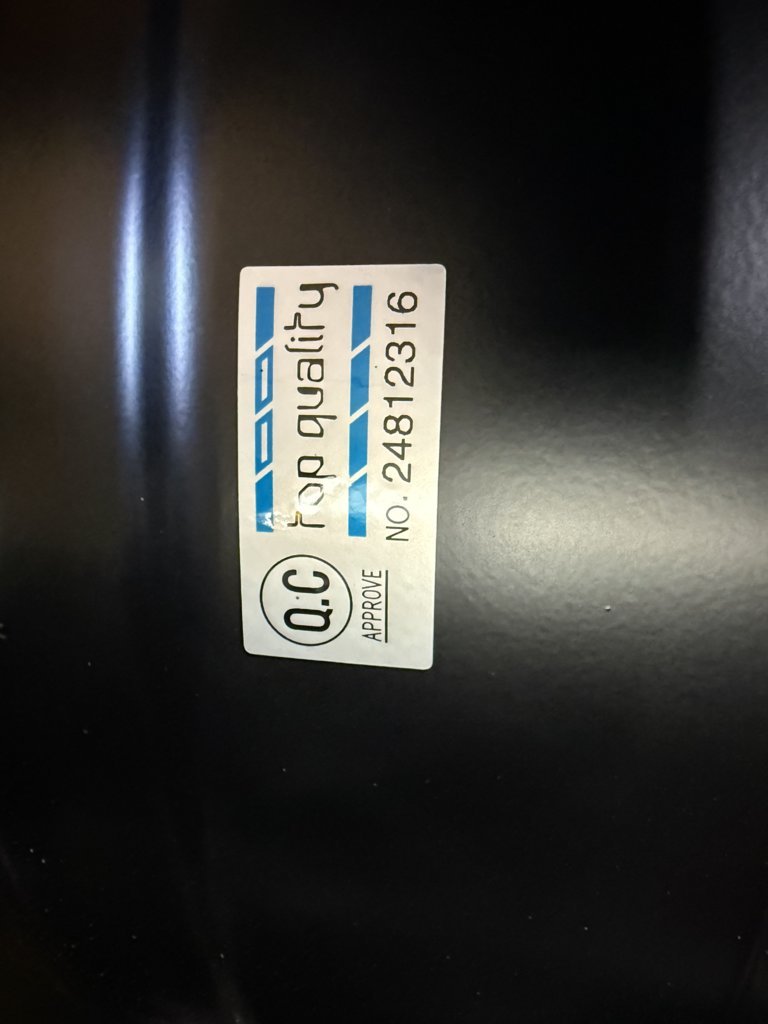 top quality
Q.C
APPROVE
NO. 24812316